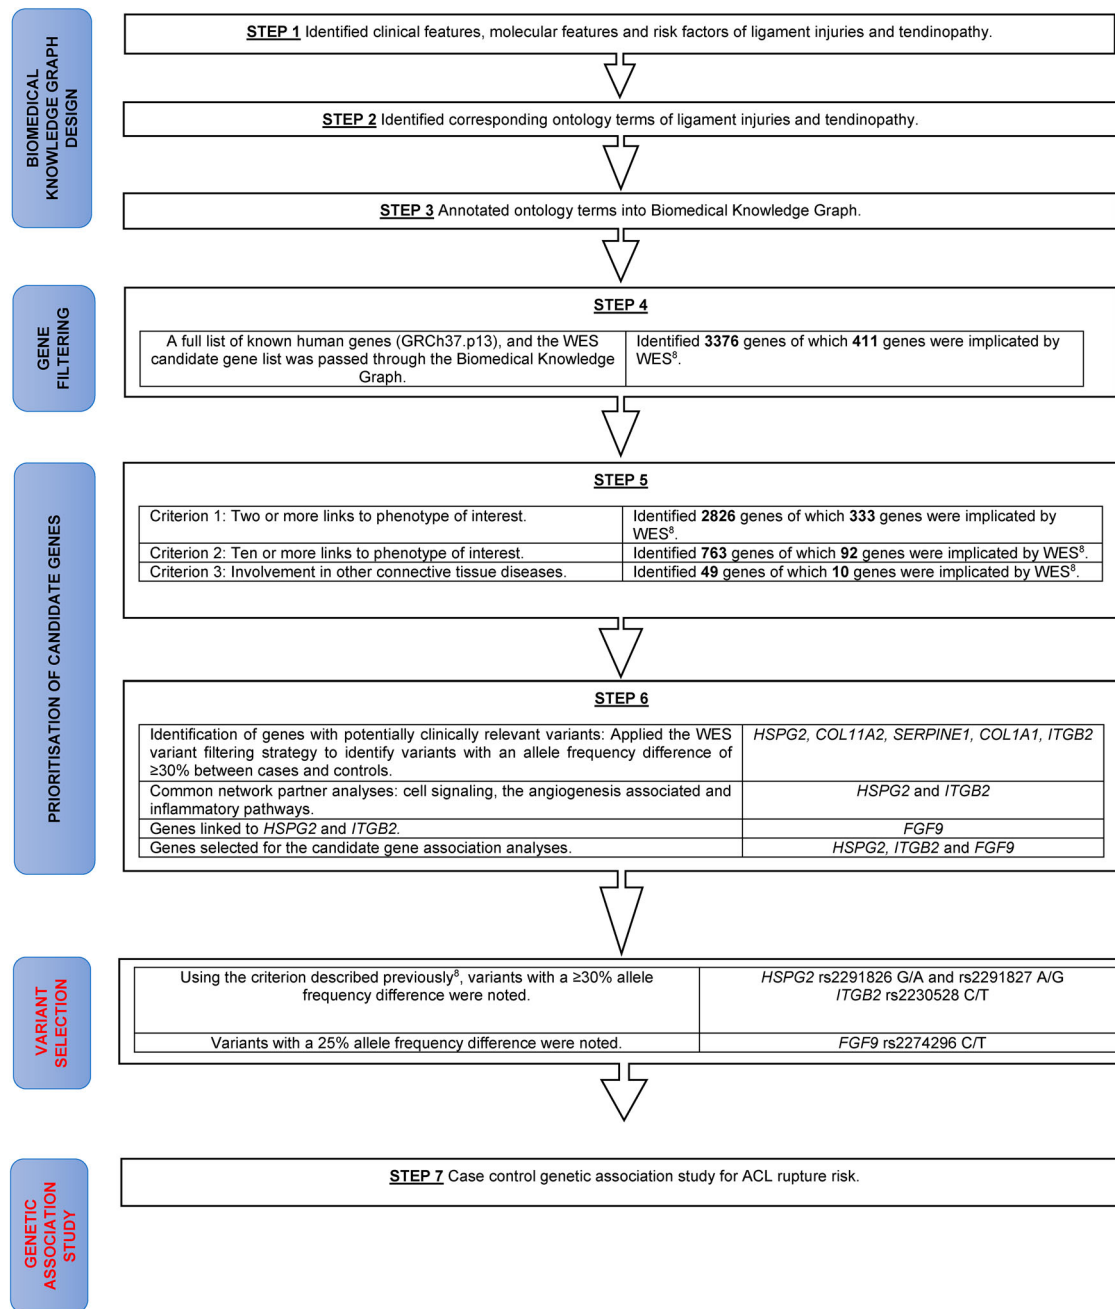 BIOMEDICAL
KNOWLEDGE GRAPH
DESIGN
STEP 1 Identified clinical features, molecular features and risk factors of ligament injuries and tendinopathy.
STEP 2 Identified corresponding ontology terms of ligament injuries and tendinopathy.
STEP 3 Annotated ontology terms into Biomedical Knowledge Graph.
GENE
FILTERING
STEP 4
A full list of known human genes (GRCh37.p13), and the WES
candidate gene list was passed through the Biomedical Knowledge
Graph.
Identified 3376 genes of which 411 genes were implicated by
WES⁸.
PRIORITISATION OF CANDIDATE GENES
STEP 5
Criterion 1: Two or more links to phenotype of interest.
Identified 2826 genes of which 333 genes were implicated by
WES⁸.
Criterion 2: Ten or more links to phenotype of interest.
Identified 763 genes of which 92 genes were implicated by WES⁸.
Criterion 3: Involvement in other connective tissue diseases.
Identified 49 genes of which 10 genes were implicated by WES⁸.
STEP 6
Identification of genes with potentially clinically relevant variants: Applied the WES
variant filtering strategy to identify variants with an allele frequency difference of
≥30% between cases and controls.
HSPG2, COL11A2, SERPINE1, COL1A1, ITGB2
Common network partner analyses: cell signaling, the angiogenesis associated and
inflammatory pathways.
HSPG2 and ITGB2
Genes linked to HSPG2 and ITGB2.
FGF9
Genes selected for the candidate gene association analyses.
HSPG2, ITGB2 and FGF9
VARIANT
SELECTION
Using the criterion described previously⁸, variants with a ≥30% allele
frequency difference were noted.
HSPG2 rs2291826 G/A and rs2291827 A/G
ITGB2 rs2230528 C/T
Variants with a 25% allele frequency difference were noted.
FGF9 rs2274296 C/T
GENETIC
ASSOCIATION
STUDY
STEP 7 Case control genetic association study for ACL rupture risk.